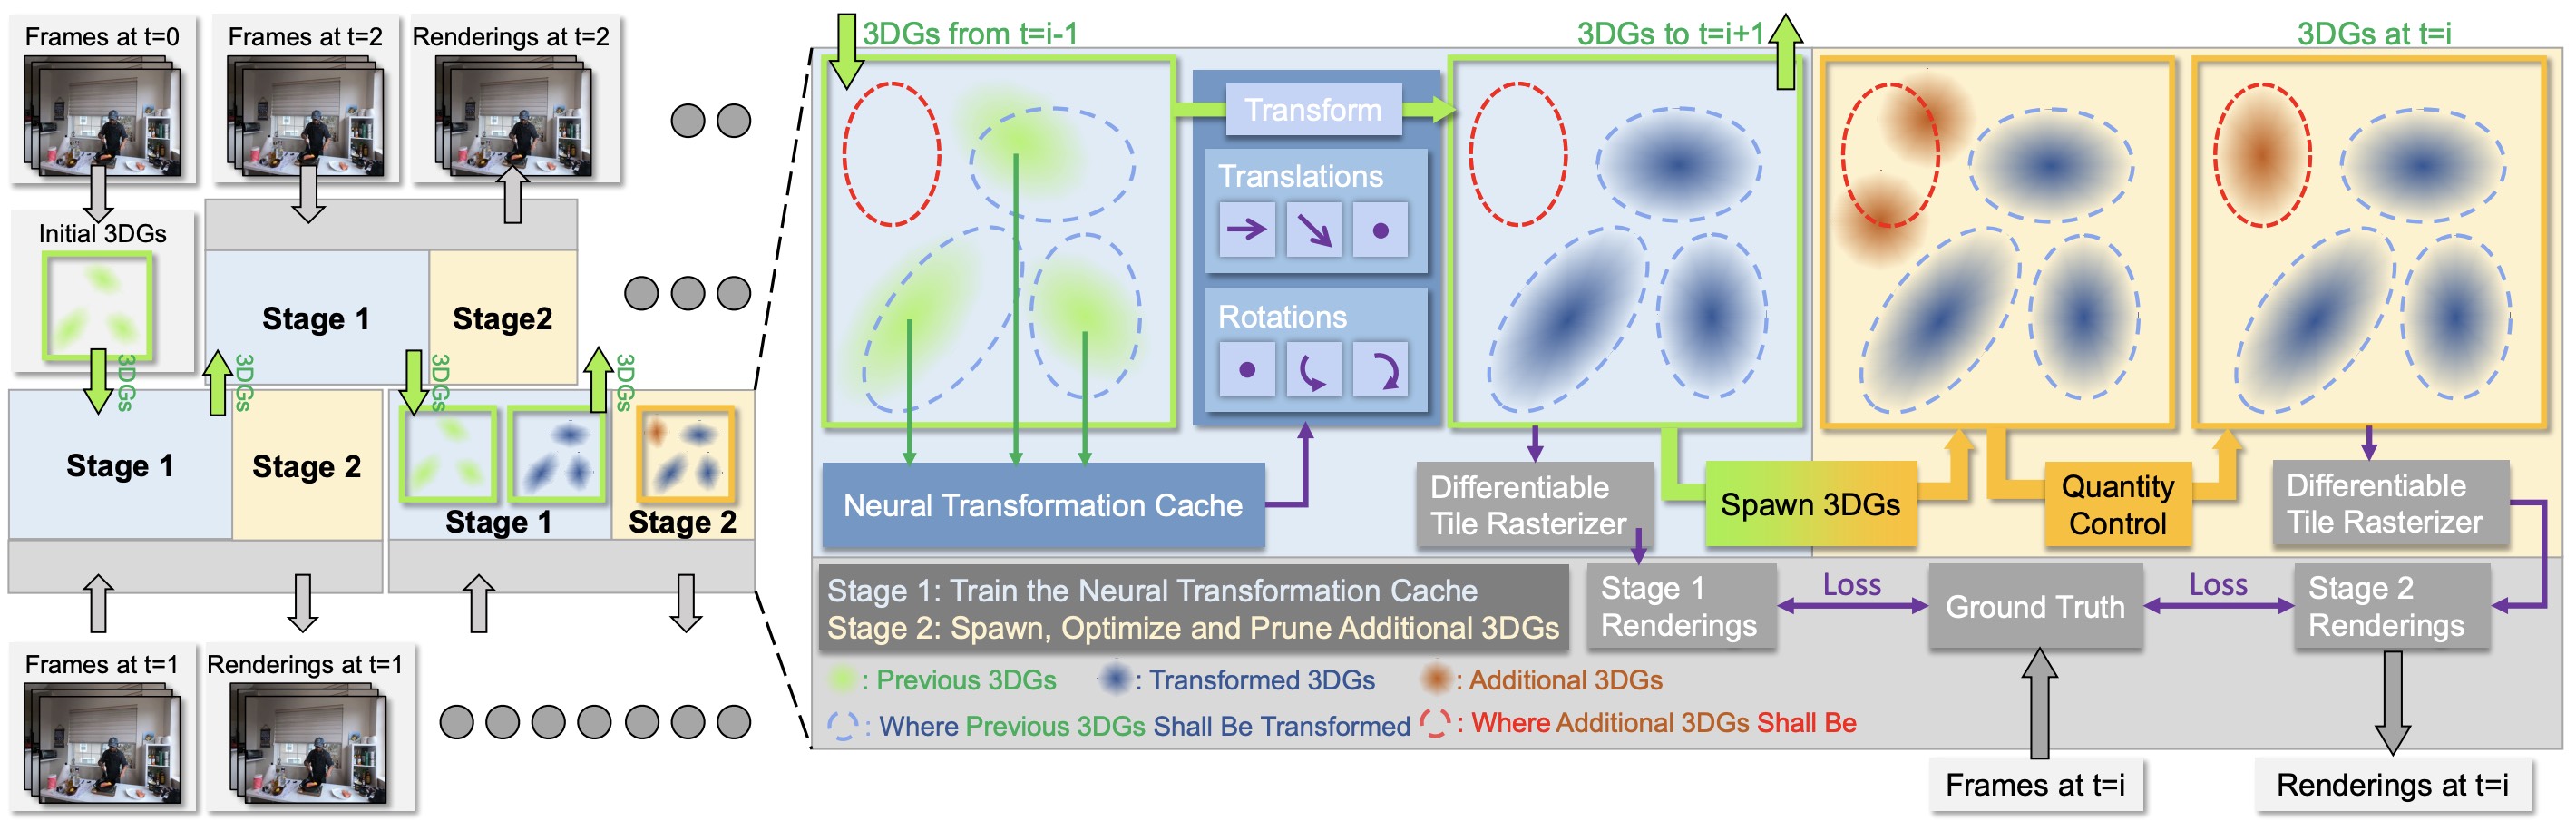 Frames at t=0
Frames at t=2
Renderings at t=2
Initial 3DGs
Stage 1
Stage2
3DGs
3DGs
3DGs
3DGs
Stage 1
Stage 2
Stage 1
Stage 2
Frames at t=1
Renderings at t=1
3DGs from t=i-1
3DGs to t=i+1
3DGs at t=i
Transform
Translations
Rotations
Neural Transformation Cache
Differentiable
Tile Rasterizer
Spawn 3DGs
Quantity
Control
Differentiable
Tile Rasterizer
Stage 1: Train the Neural Transformation Cache
Stage 2: Spawn, Optimize and Prune Additional 3DGs
Stage 1
Renderings
Loss
Ground Truth
Loss
Stage 2
Renderings
: Previous 3DGs
: Transformed 3DGs
: Additional 3DGs
: Where Previous 3DGs Shall Be Transformed
: Where Additional 3DGs Shall Be
Frames at t=i
Renderings at t=i